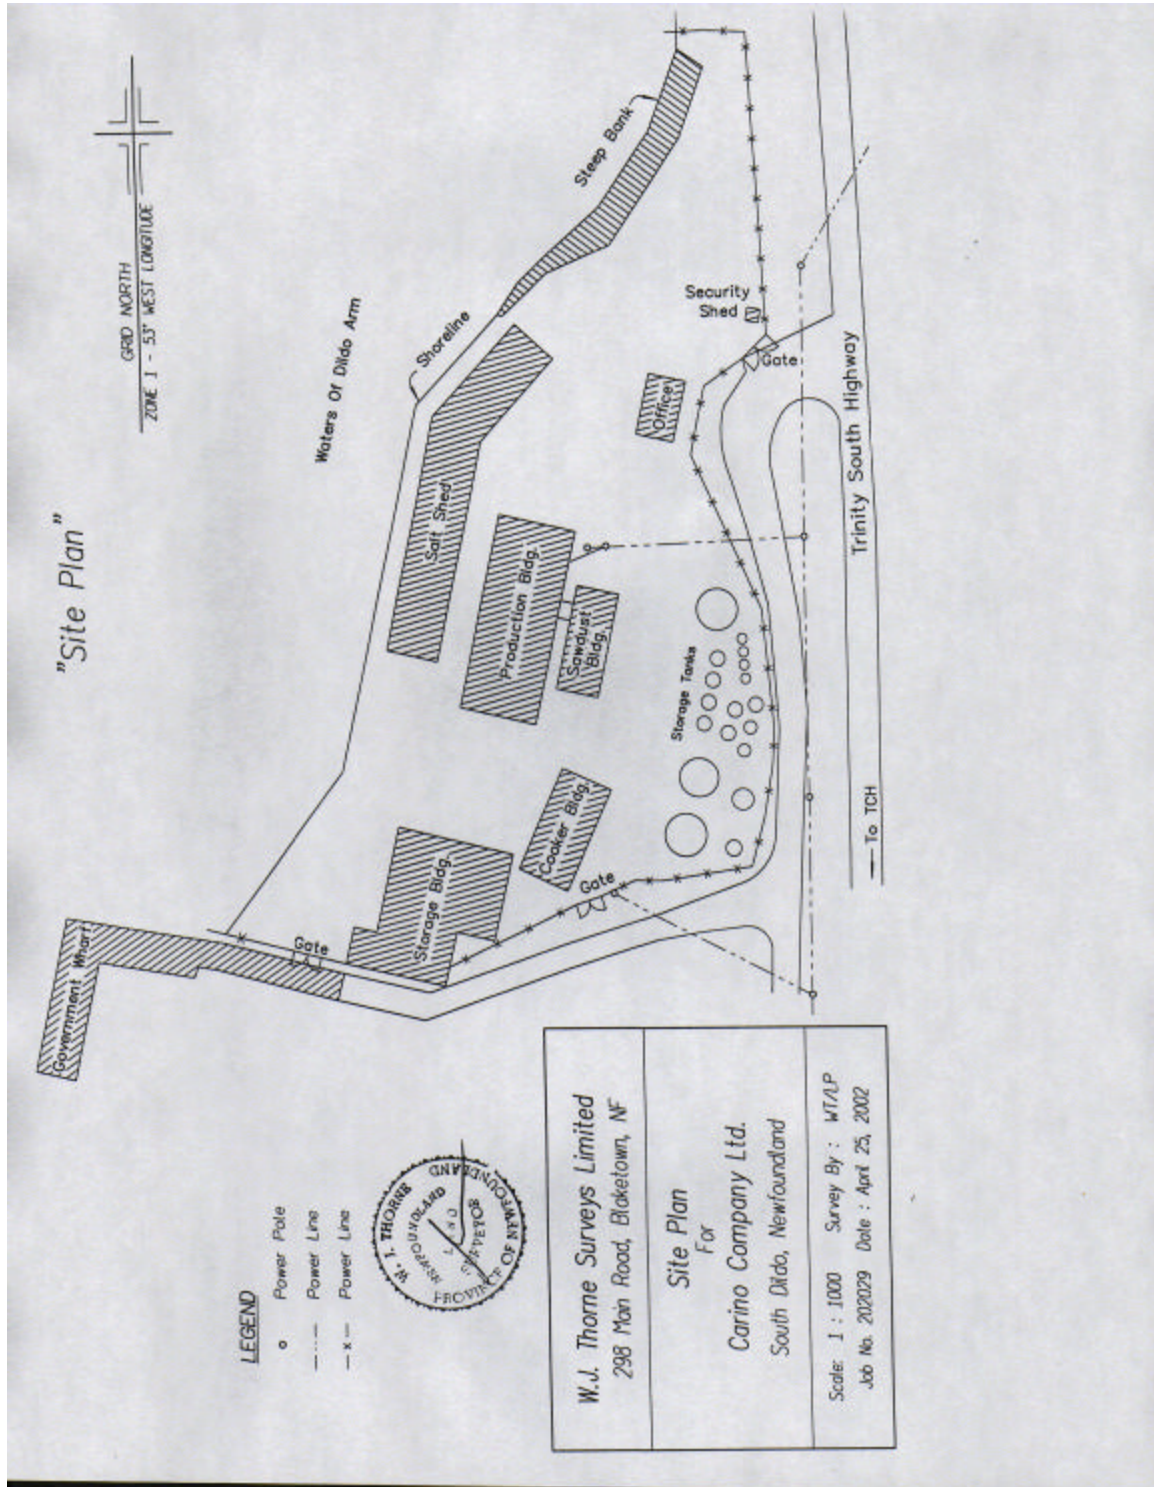 "Site Plan"
GRID NORTH
ZONE 1 - 53° WEST LONGITUDE
Waters Of Dildo Arm
Shoreline
Steep Bank
Security
Shed
Gate
Office
Salt Shed
Production Bldg.
Sawdust
Bldg.
Storage Tanks
Cooker Bldg.
Storage Bldg.
Gate
Gate
Government Wharf
Trinity South Highway
To TCH
LEGEND
Power Pole
Power Line
Power Line
W. J. THORNE
NEWFOUNDLAND
LAND
SURVEYOR
PROVINCE OF NEWFOUNDLAND
W.J. Thorne Surveys Limited
298 Main Road, Blaketown, NF
Site Plan
For
Carino Company Ltd.
South Dildo, Newfoundland
Scale: 1 : 1000 Survey By : WT/LP
Job No. 202029 Date : April 25, 2002